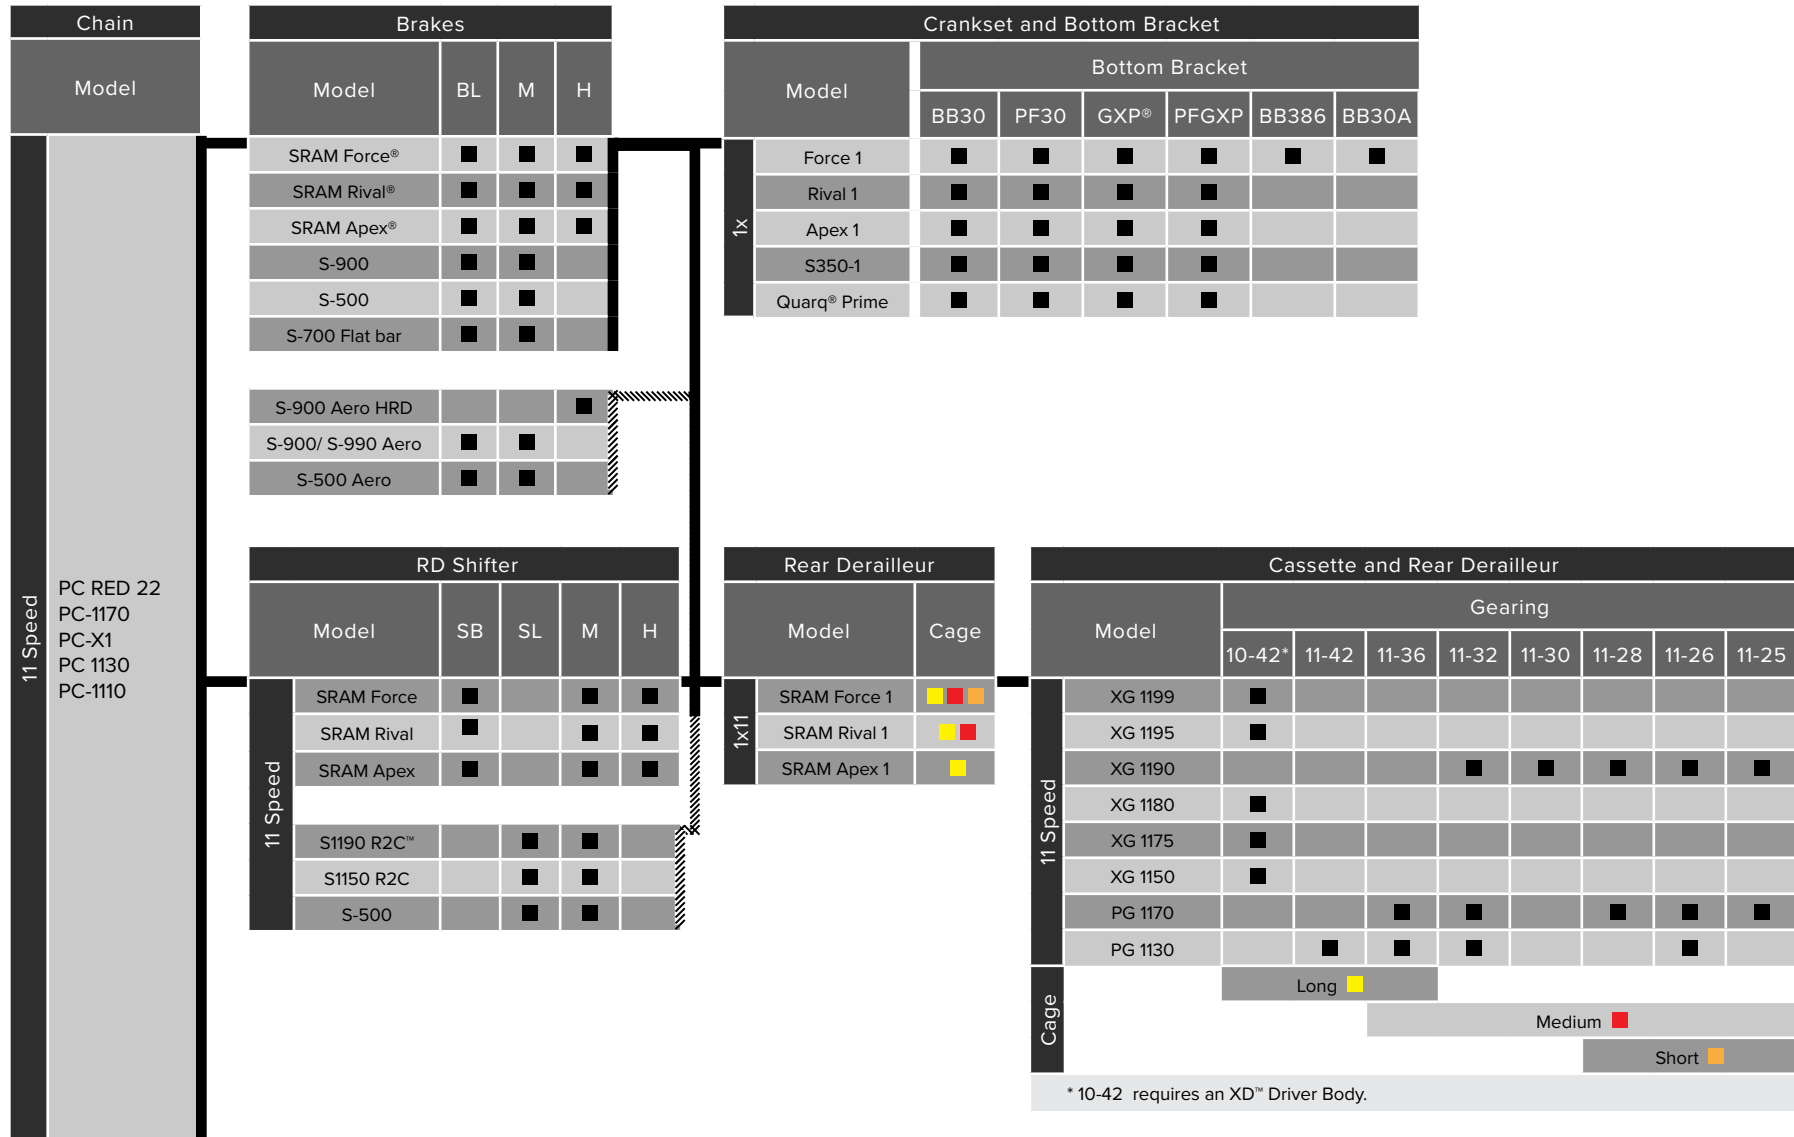 Chain
Model
11 Speed
PC RED 22
PC-1170
PC-X1
PC 1130
PC-1110
Brakes
Model BL M H
SRAM Force®
SRAM Rival®
SRAM Apex®
S-900
S-500
S-700 Flat bar
S-900 Aero HRD
S-900/ S-990 Aero
S-500 Aero
Crankset and Bottom Bracket
Model
Bottom Bracket
BB30 PF30 GXP® PFGXP BB386 BB30A
1x
Force 1
Rival 1
Apex 1
S350-1
Quarq® Prime
RD Shifter
Model SB SL M H
11 Speed
SRAM Force
SRAM Rival
SRAM Apex
S1190 R2C™
S1150 R2C
S-500
Rear Derailleur
Model Cage
1x11
SRAM Force 1
SRAM Rival 1
SRAM Apex 1
Cassette and Rear Derailleur
Model
Gearing
10-42* 11-42 11-36 11-32 11-30 11-28 11-26 11-25
11 Speed
XG 1199
XG 1195
XG 1190
XG 1180
XG 1175
XG 1150
PG 1170
PG 1130
Cage
Long
Medium
Short
* 10-42 requires an XD™ Driver Body.